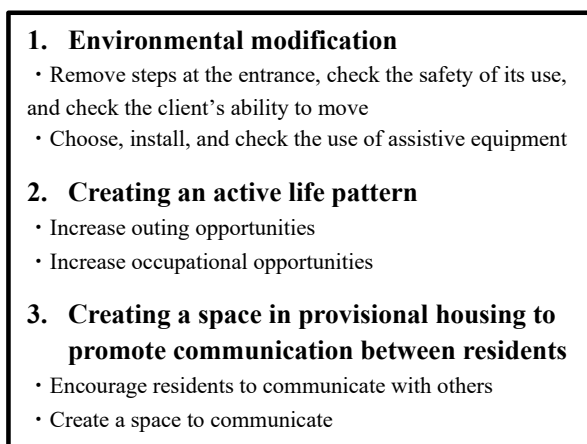 1. Environmental modification
・Remove steps at the entrance, check the safety of its use,
and check the client’s ability to move
・Choose, install, and check the use of assistive equipment
2. Creating an active life pattern
・Increase outing opportunities
・Increase occupational opportunities
3. Creating a space in provisional housing to
promote communication between residents
・Encourage residents to communicate with others
・Create a space to communicate